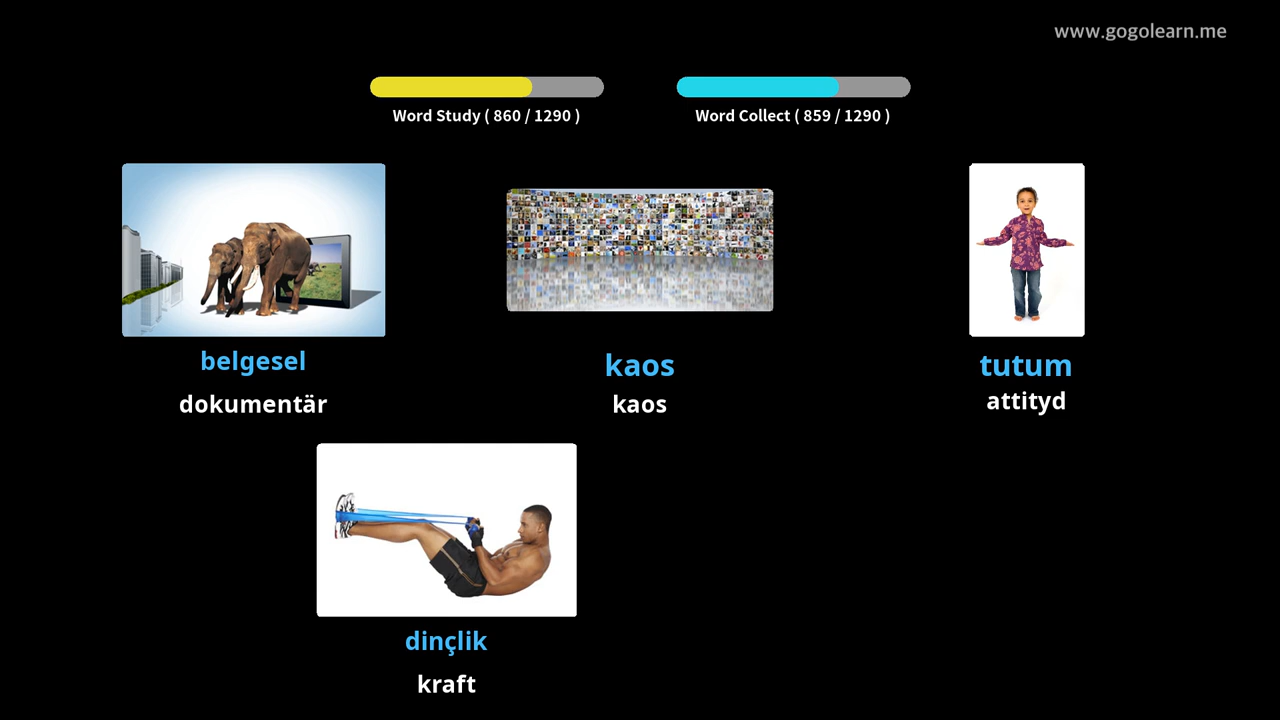 www.gogolearn.me
Word Study ( 860 / 1290 )
Word Collect ( 859 / 1290 )
belgesel
dokumentär
kaos
kaos
tutum
attityd
dinçlik
kraft